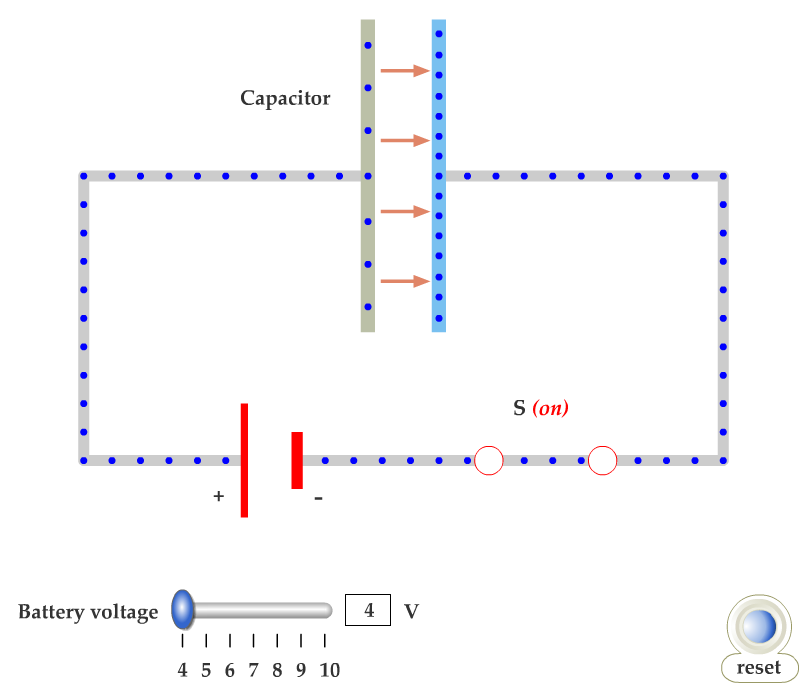 Capacitor
S (on)
+ -
Battery voltage 4 V
4 5 6 7 8 9 10
reset